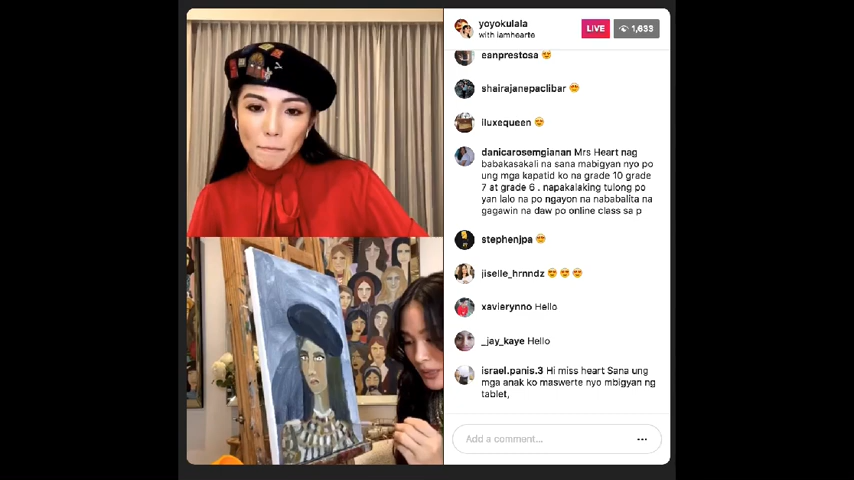 yoyokulala
with iamhearte
LIVE
1,633
eanprestosa
shairajanepaclibar
iluxequeen
danicarosemgianan Mrs Heart nag
babakasakali na sana mabigyan nyo po
ung mga kapatid ko na grade 10 grade
7 at grade 6 . napakalaking tulong po
yan lalo na po ngayon na nababalita na
gagawin na daw po online class sa p
stephenjpa
jiselle_hrnndz
xavierynno Hello
_jay_kaye Hello
israel.panis.3 Hi miss heart Sana ung
mga anak ko maswerte nyo mbigyan ng
tablet,
Add a comment...